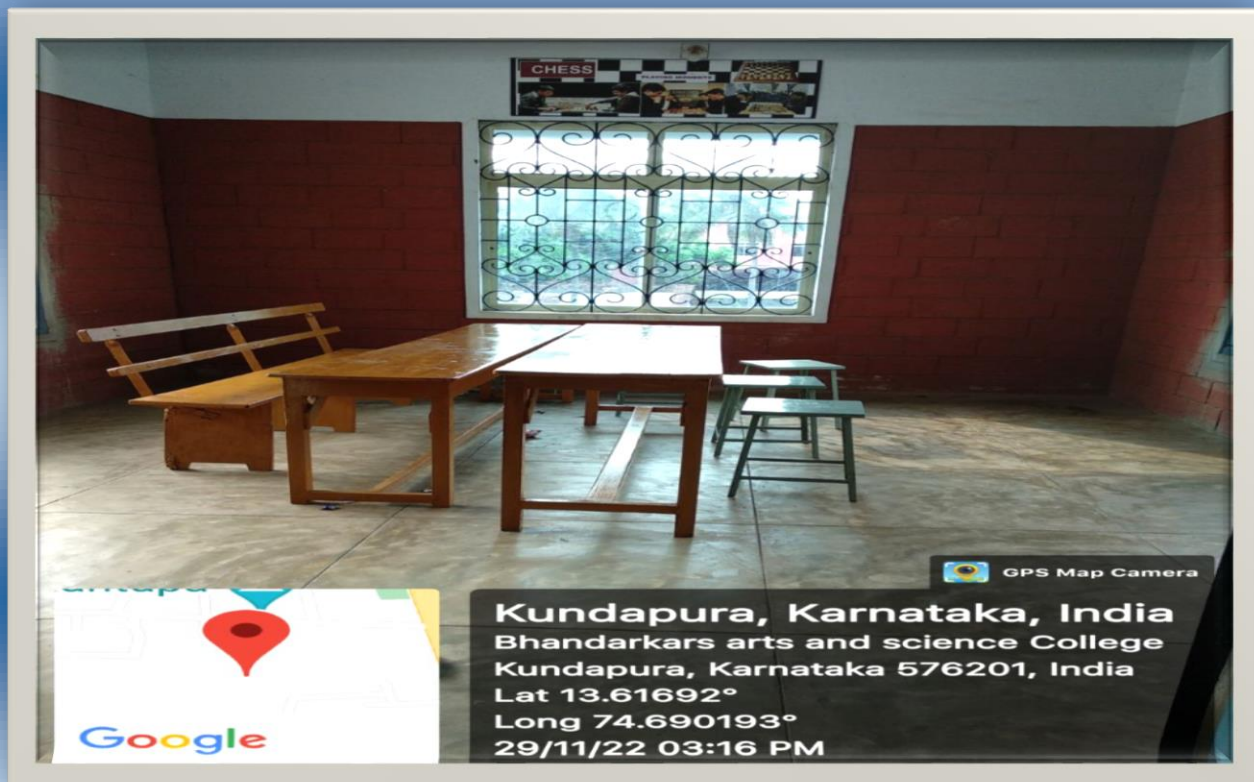 CHESS
GPS Map Camera
Kundapura, Karnataka, India
Bhandarkars arts and science College
Kundapura, Karnataka 576201, India
Lat 13.61692°
Long 74.690193°
29/11/22 03:16 PM
Google